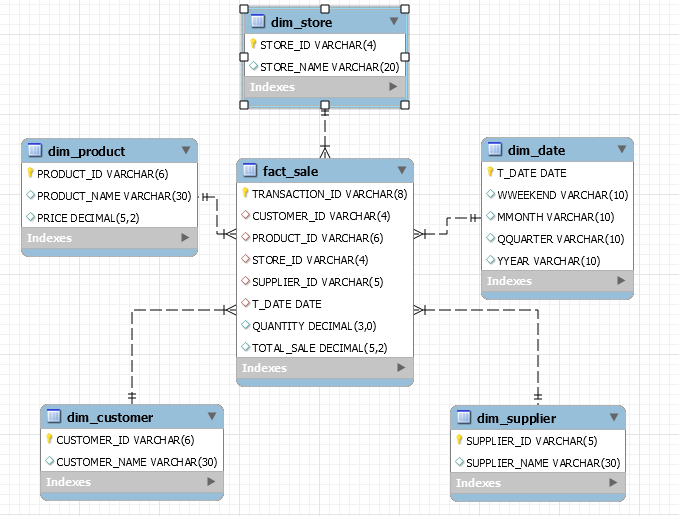 dim_store
STORE_ID VARCHAR(4)
STORE_NAME VARCHAR(20)
Indexes
dim_product
PRODUCT_ID VARCHAR(6)
PRODUCT_NAME VARCHAR(30)
PRICE DECIMAL(5,2)
Indexes
fact_sale
TRANSACTION_ID VARCHAR(8)
CUSTOMER_ID VARCHAR(4)
PRODUCT_ID VARCHAR(6)
STORE_ID VARCHAR(4)
SUPPLIER_ID VARCHAR(5)
T_DATE DATE
QUANTITY DECIMAL(3,0)
TOTAL_SALE DECIMAL(5,2)
Indexes
dim_date
T_DATE DATE
WWEEKEND VARCHAR(10)
MMONTH VARCHAR(10)
QQUARTER VARCHAR(10)
YYEAR VARCHAR(10)
Indexes
dim_customer
CUSTOMER_ID VARCHAR(6)
CUSTOMER_NAME VARCHAR(30)
Indexes
dim_supplier
SUPPLIER_ID VARCHAR(5)
SUPPLIER_NAME VARCHAR(30)
Indexes